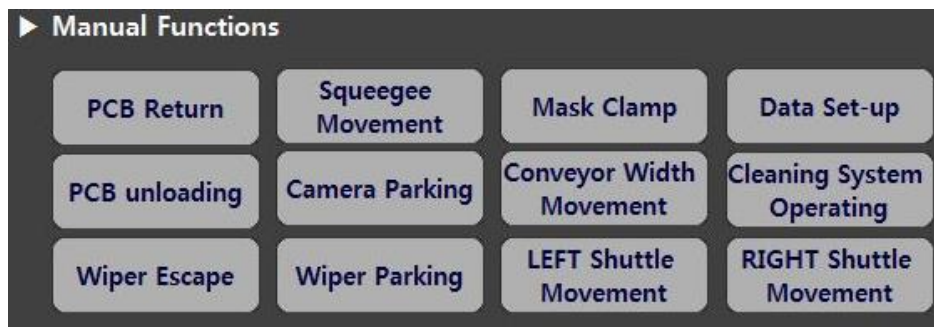 ▶ Manual Functions
PCB Return
Squeegee
Movement
Mask Clamp
Data Set-up
PCB unloading
Camera Parking
Conveyor Width
Movement
Cleaning System
Operating
Wiper Escape
Wiper Parking
LEFT Shuttle
Movement
RIGHT Shuttle
Movement